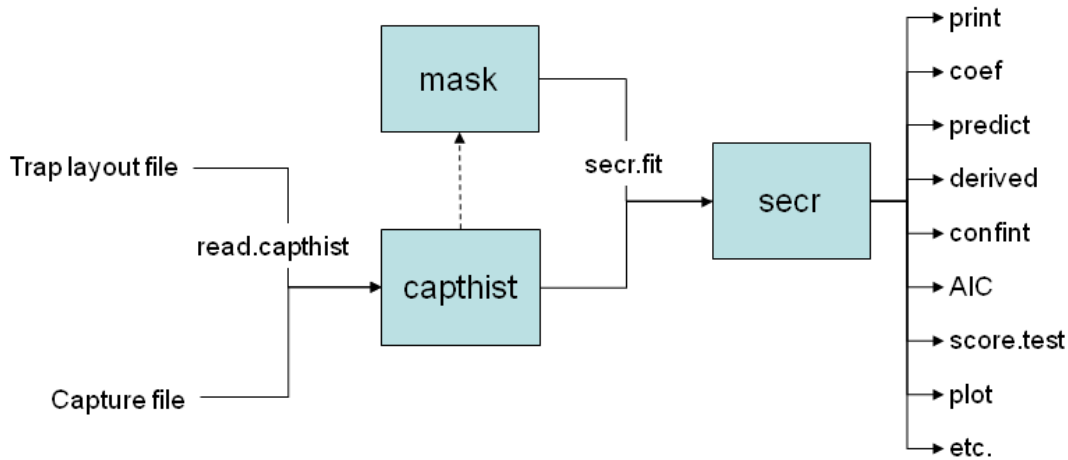 Trap layout file
Capture file
read.capthist
mask
capthist
secr.fit
secr
print
coef
predict
derived
confint
AIC
score.test
plot
etc.